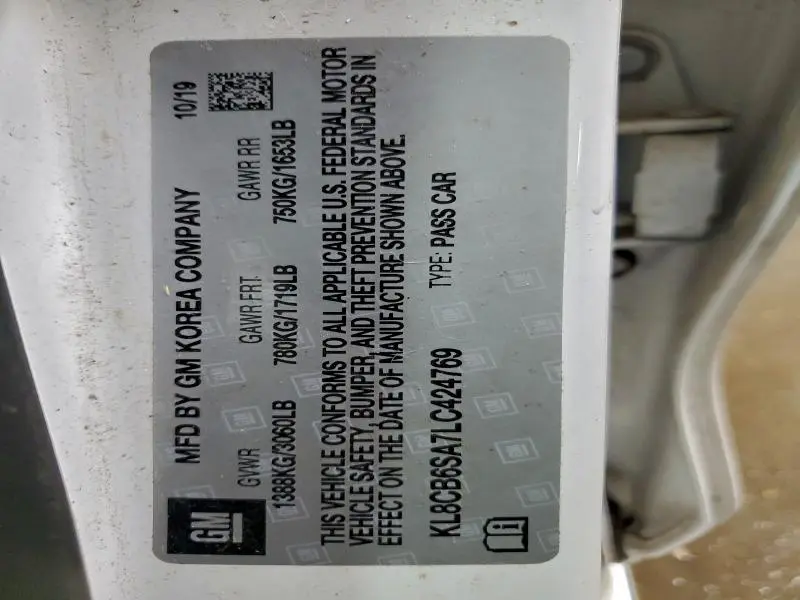 GM
MFD BY GM KOREA COMPANY 10/19
GVWR GAWR FRT GAWR RR
1388KG/3060LB 780KG/1719LB 750KG/1653LB
THIS VEHICLE CONFORMS TO ALL APPLICABLE U.S. FEDERAL MOTOR
VEHICLE SAFETY, BUMPER, AND THEFT PREVENTION STANDARDS IN
EFFECT ON THE DATE OF MANUFACTURE SHOWN ABOVE.
KL8CB6SA7LC424769 TYPE: PASS CAR